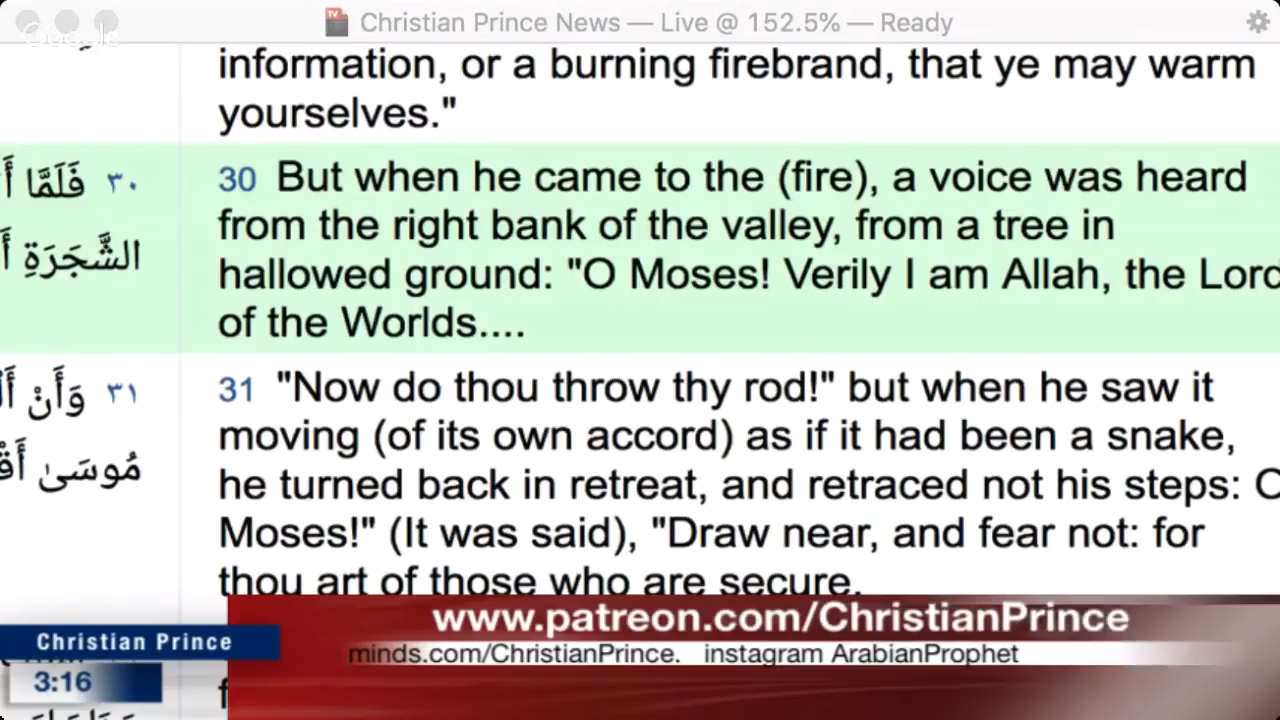 Christian Prince News — Live @ 152.5% — Ready
Google
information, or a burning firebrand, that ye may warm
yourselves."
30 But when he came to the (fire), a voice was heard
from the right bank of the valley, from a tree in
hallowed ground: "O Moses! Verily I am Allah, the Lord
of the Worlds....
٣٠ فَلَمَّا أَ
الشَّجَرَةِ أَ
31 "Now do thou throw thy rod!" but when he saw it
moving (of its own accord) as if it had been a snake,
he turned back in retreat, and retraced not his steps: O
Moses!" (It was said), "Draw near, and fear not: for
thou art of those who are secure.
٣١ وَأَنْ أَ
مُوسَىٰ أَ
www.patreon.com/ChristianPrince
Christian Prince
minds.com/ChristianPrince. instagram ArabianProphet
3:16
f